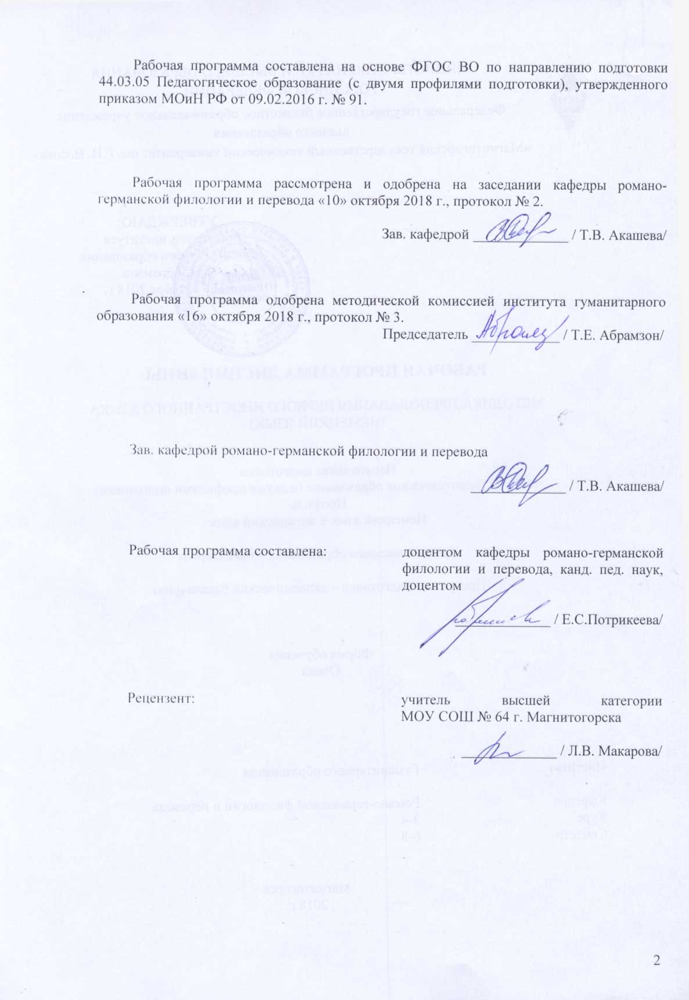 Рабочая программа составлена на основе ФГОС ВО по направлению подготовки
44.03.05 Педагогическое образование (с двумя профилями подготовки), утвержденного
приказом МОиН РФ от 09.02.2016 г. № 91.
Рабочая программа рассмотрена и одобрена на заседании кафедры романо-
германской филологии и перевода «10» октября 2018 г., протокол № 2.
Зав. кафедрой _____________ / Т.В. Акашева/
Рабочая программа одобрена методической комиссией института гуманитарного
образования «16» октября 2018 г., протокол № 3.
Председатель ____________ / Т.Е. Абрамзон/
Зав. кафедрой романо-германской филологии и перевода
_____________ / Т.В. Акашева/
Рабочая программа составлена: доцентом кафедры романо-германской
филологии и перевода, канд. пед. наук,
доцентом
_____________ / Е.С.Потрикеева/
Рецензент: учитель высшей категории
МОУ СОШ № 64 г. Магнитогорска
_____________ / Л.В. Макарова/
2